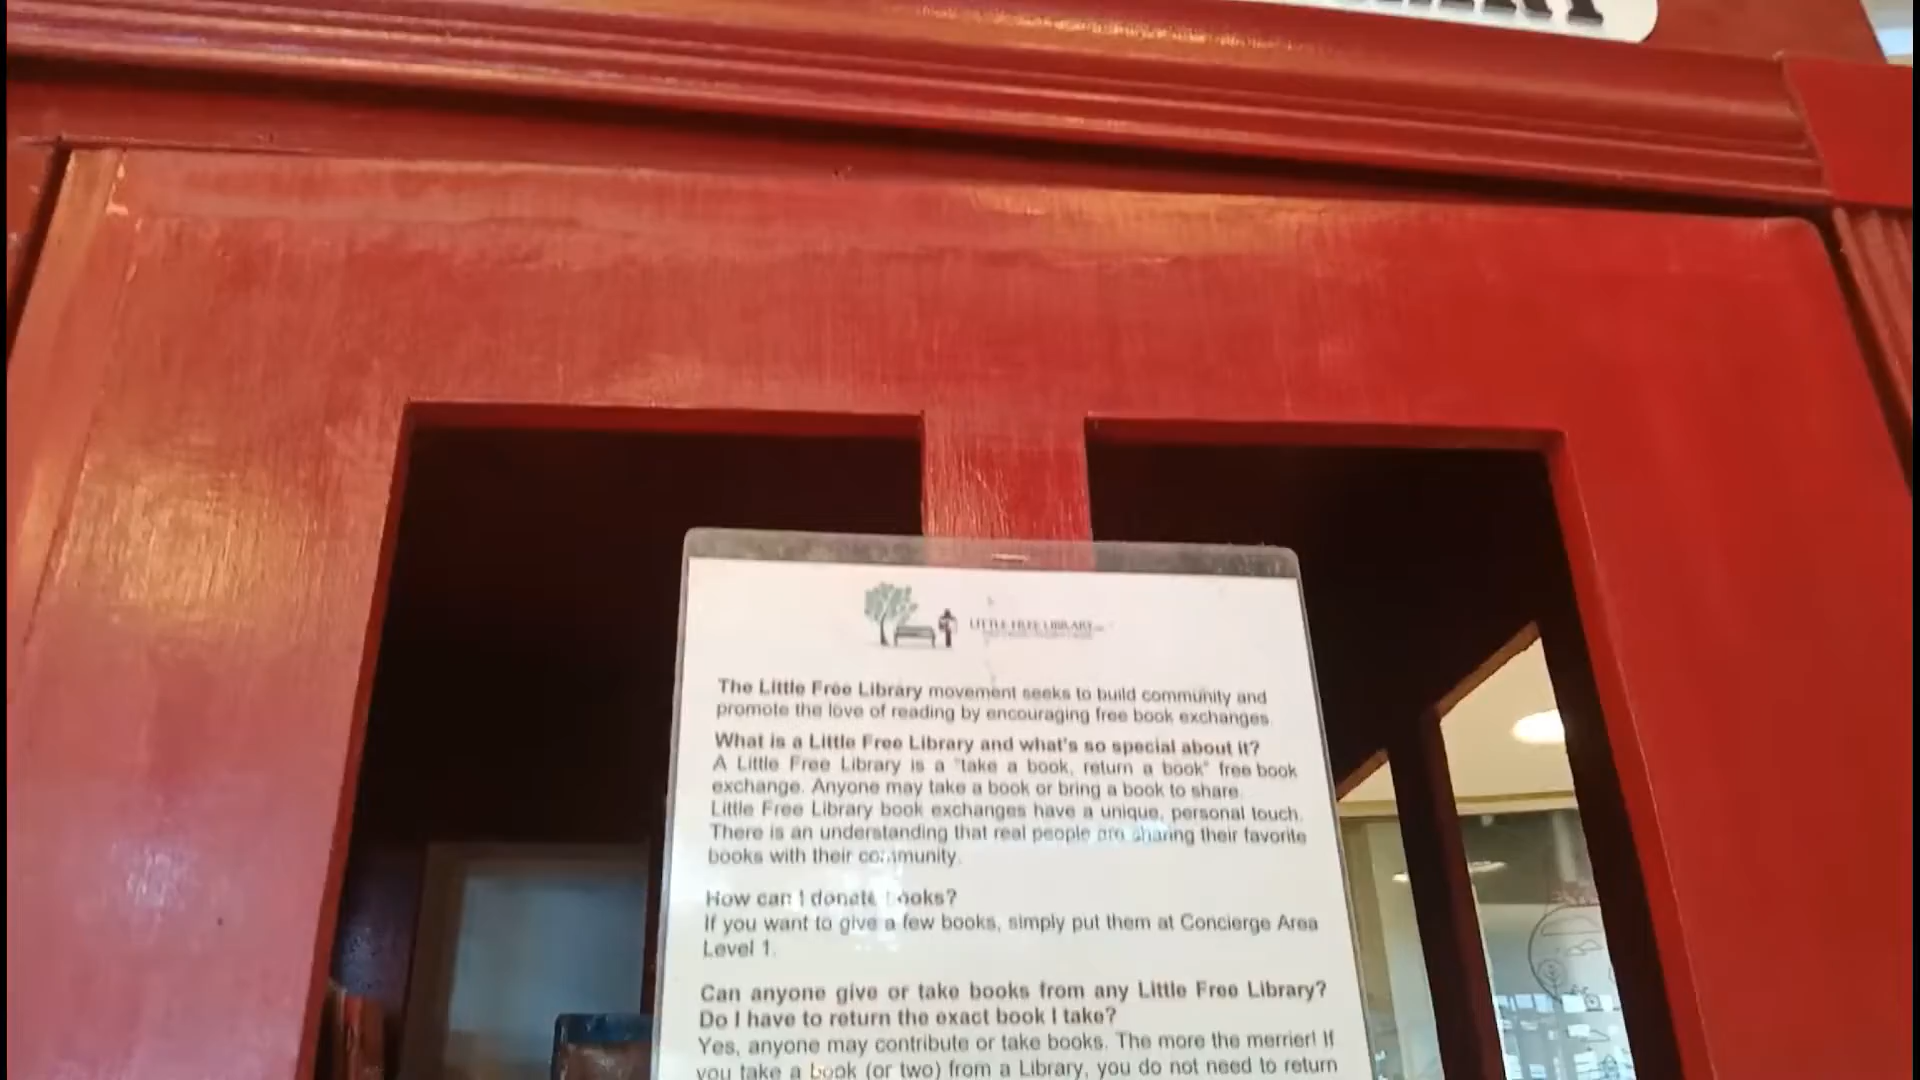 LITTLE FREE LIBRARY
The Little Free Library movement seeks to build community and
promote the love of reading by encouraging free book exchanges.
What is a Little Free Library and what's so special about it?
A Little Free Library is a "take a book, return a book" free book
exchange. Anyone may take a book or bring a book to share.
Little Free Library book exchanges have a unique, personal touch.
There is an understanding that real people are sharing their favorite
books with their community.
How can I donate books?
If you want to give a few books, simply put them at Concierge Area
Level 1.
Can anyone give or take books from any Little Free Library?
Do I have to return the exact book I take?
Yes, anyone may contribute or take books. The more the merrier! If
you take a book (or two) from a Library, you do not need to return